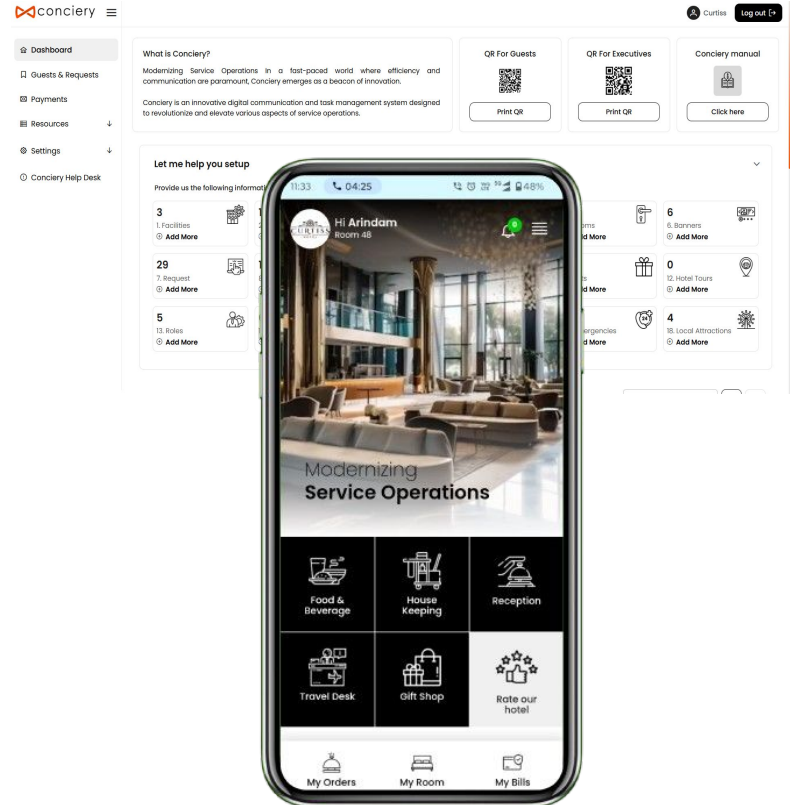 conciery
Curtiss
Log out
Dashboard
Guests & Requests
Payments
Resources
Settings
Conciery Help Desk
What is Conciery?
Modernizing Service Operations In a fast-paced world where efficiency and
communication are paramount, Conciery emerges as a beacon of innovation.
Conciery is an innovative digital communication and task management system designed
to revolutionize and elevate various aspects of service operations.
QR For Guests
Print QR
QR For Executives
Print QR
Conciery manual
Click here
Let me help you setup
Provide us the following informati
3
1. Facilities
Add More
6
6. Banners
Add More
29
7. Request
Add More
0
12. Hotel Tours
Add More
5
13. Roles
Add More
24
ergencies
4
18. Local Attractions
Add More
11:33
04:25
5G
48%
CURTISS
Hi Arindam
Room 48
0
Modernizing
Service Operations
Food &
Beverage
House
Keeping
Reception
Travel Desk
Gift Shop
Rate our
hotel
My Orders
My Room
My Bills